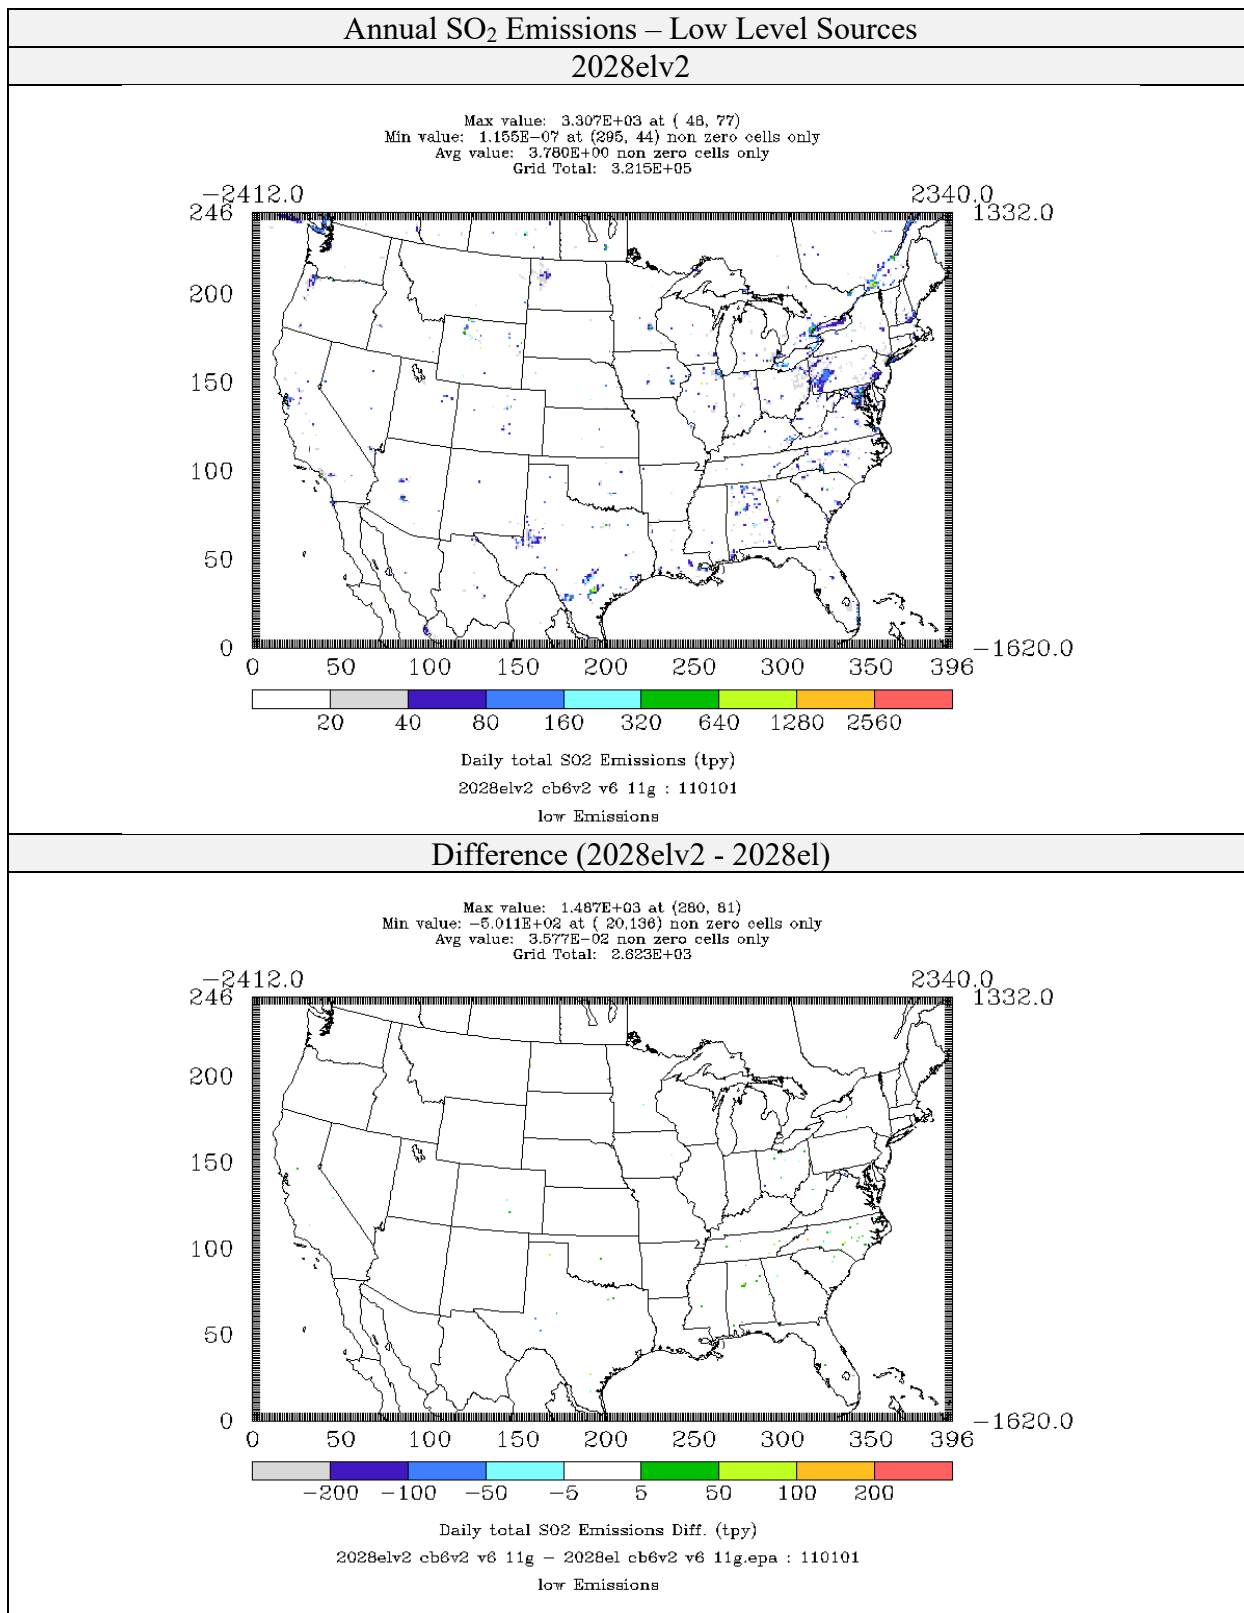 Annual SO₂ Emissions – Low Level Sources
2028elv2
Max value: 3.307E+03 at ( 48, 77)
Min value: 1.155E-07 at (295, 44) non zero cells only
Avg value: 3.780E+00 non zero cells only
Grid Total: 3.215E+05
-2412.0 2340.0
246 1332.0
200
150
100
50
0 -1620.0
0 50 100 150 200 250 300 350 396
20 40 80 160 320 640 1280 2560
Daily total SO2 Emissions (tpy)
2028elv2 cb6v2 v6 11g : 110101
low Emissions
Difference (2028elv2 - 2028el)
Max value: 1.487E+03 at (280, 81)
Min value: -5.011E+02 at ( 20,136) non zero cells only
Avg value: 3.577E-02 non zero cells only
Grid Total: 2.623E+03
-2412.0 2340.0
246 1332.0
200
150
100
50
0 -1620.0
0 50 100 150 200 250 300 350 396
-200 -100 -50 -5 5 50 100 200
Daily total SO2 Emissions Diff. (tpy)
2028elv2 cb6v2 v6 11g - 2028el cb6v2 v6 11g.epa : 110101
low Emissions